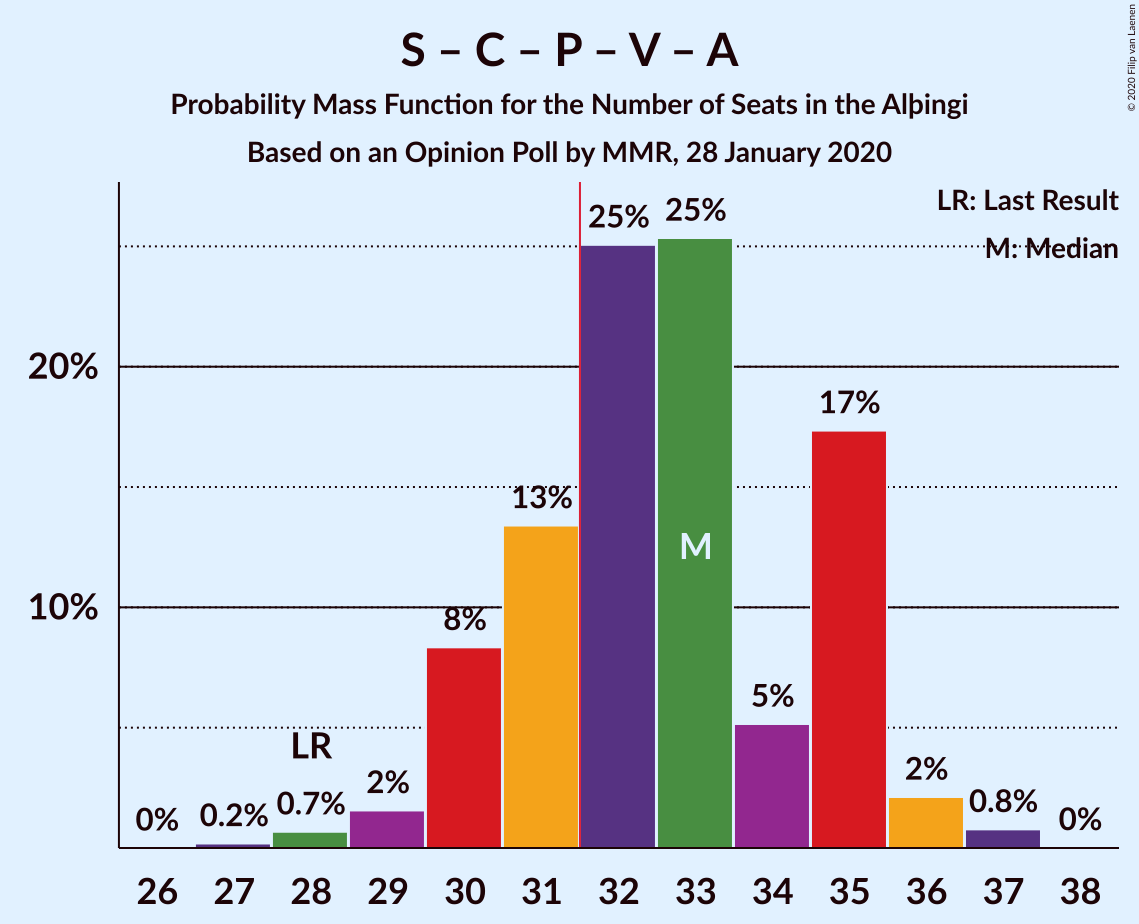 S – C – P – V – A
Probability Mass Function for the Number of Seats in the Alþingi
Based on an Opinion Poll by MMR, 28 January 2020
© 2020 Filip van Laenen
LR: Last Result
M: Median
20%
10%
0%
0.2%
0.7%
LR
2%
8%
13%
25%
25%
M
5%
17%
2%
0.8%
0%
26 27 28 29 30 31 32 33 34 35 36 37 38